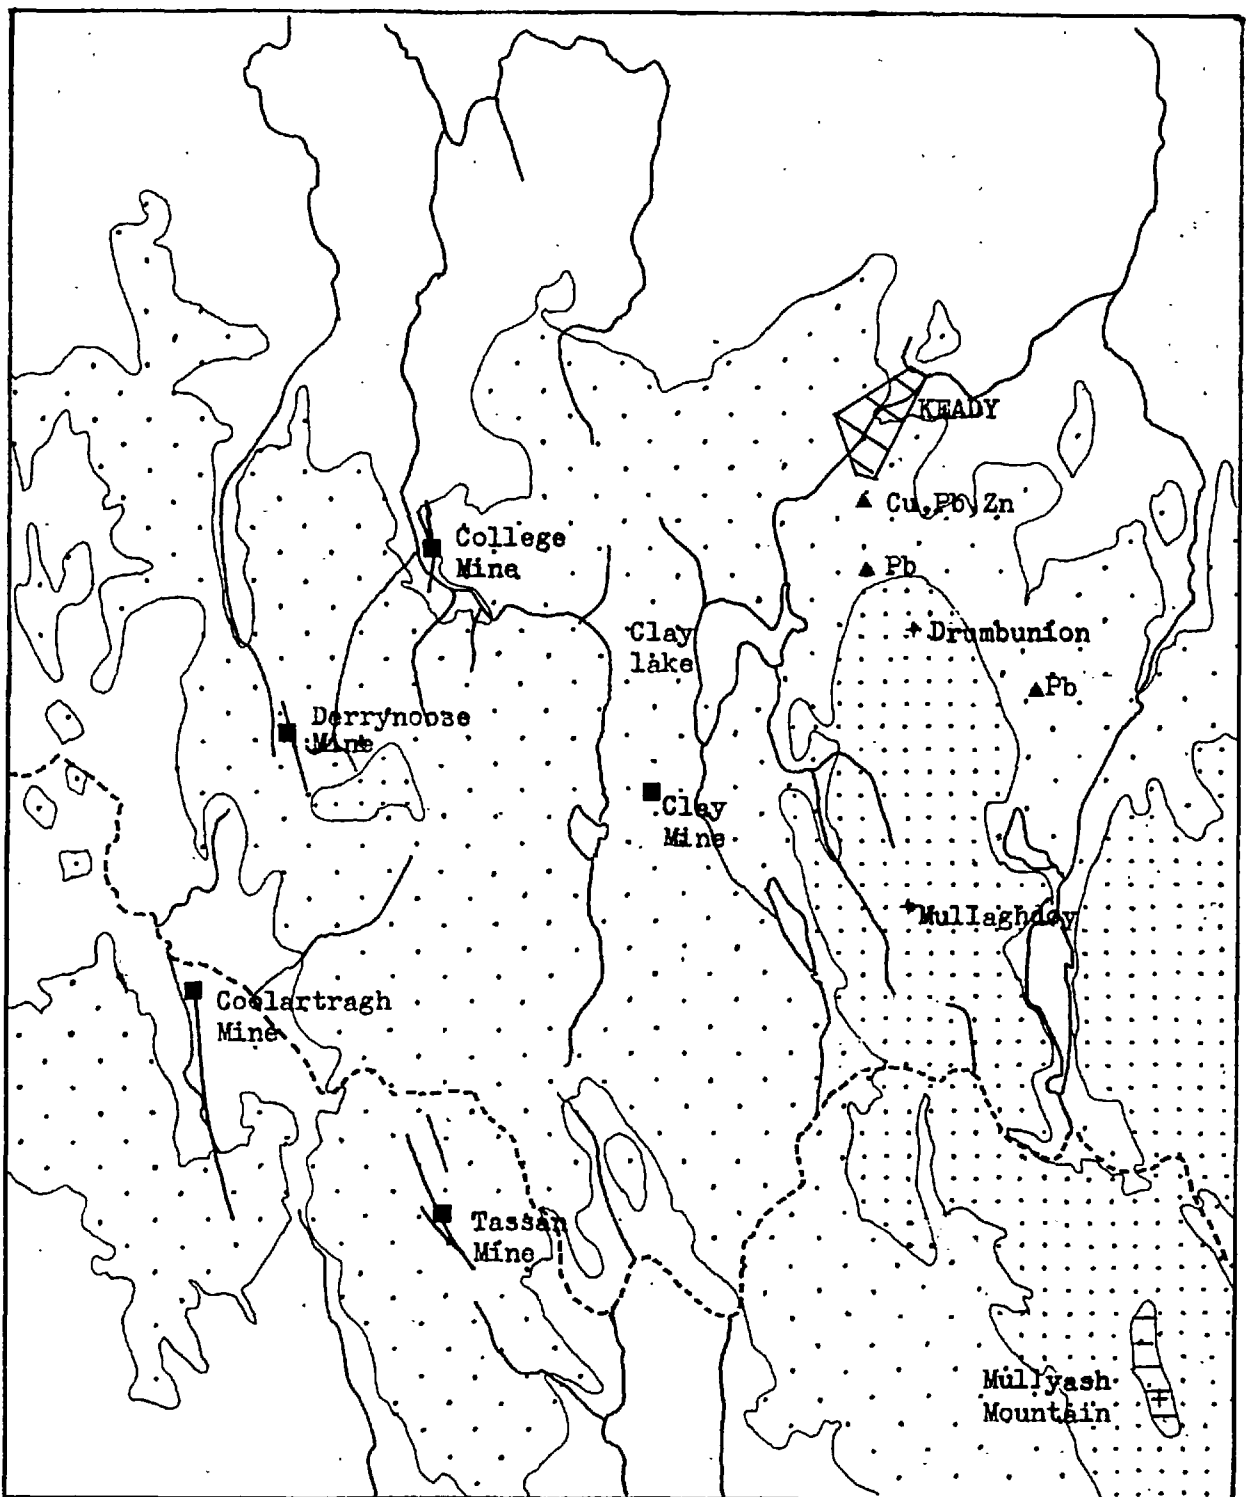 KEADY
Cu,Pb,Zn
College
Mine
Pb
Clay
lake
Drumbunion
Pb
Derrynoose
Mine
Clay
Mine
Mullaghdoy
Coolartragh
Mine
Tassan
Mine
Mullyash
Mountain